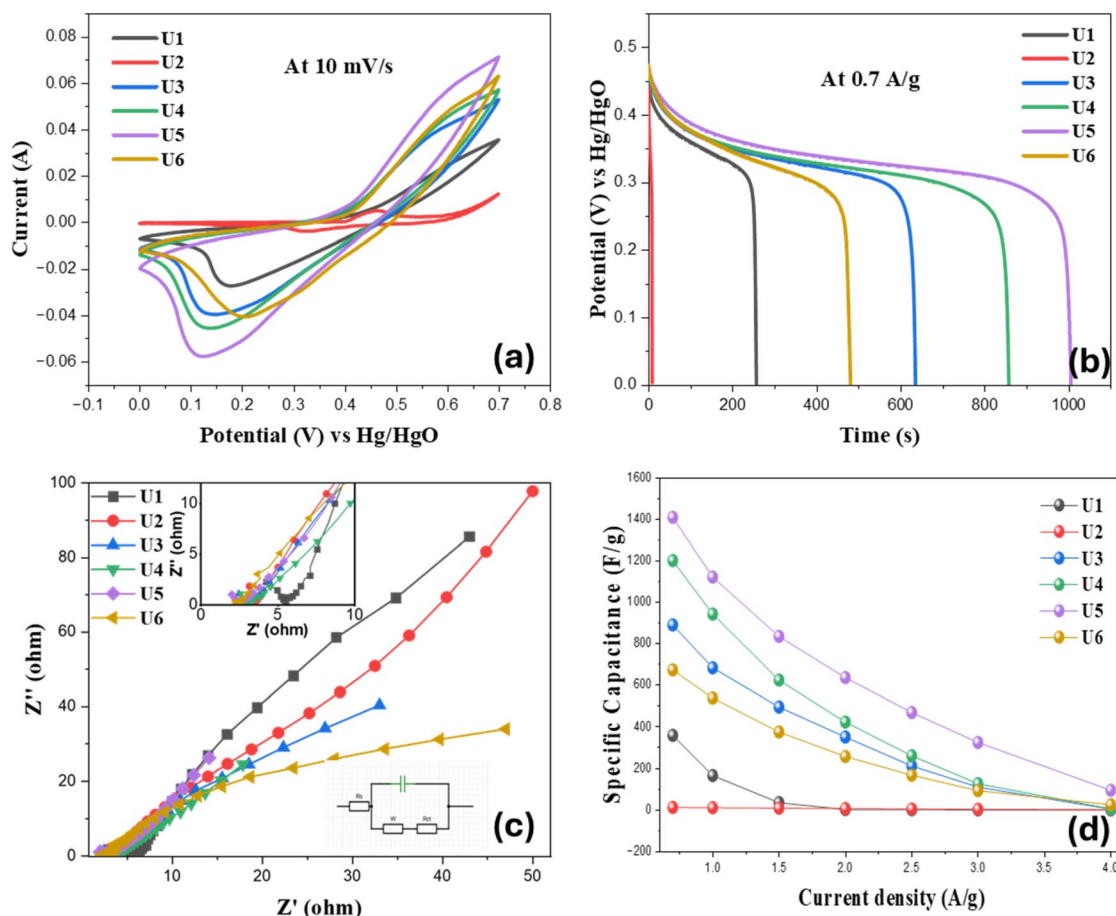 0.08
0.06
0.04
0.02
0.00
−0.02
−0.04
−0.06
Current (A)
U1
U2
U3
U4
U5
U6
At 10 mV/s
(a)
−0.1 0.0 0.1 0.2 0.3 0.4 0.5 0.6 0.7 0.8
Potential (V) vs Hg/HgO
0.5
0.4
0.3
0.2
0.1
0.0
Potential (V) vs Hg/HgO
At 0.7 A/g
U1
U2
U3
U4
U5
U6
(b)
0 200 400 600 800 1000
Time (s)
100
80
60
40
20
0
Z'' (ohm)
U1
U2
U3
U4
U5
U6
10
5
0
Z'' (ohm)
0 5 10
Z' (ohm)
Rs
W
Rct
(c)
10 20 30 40 50
Z' (ohm)
1600
1400
1200
1000
800
600
400
200
0
−200
Specific Capacitance (F/g)
U1
U2
U3
U4
U5
U6
(d)
1.0 1.5 2.0 2.5 3.0 3.5 4.0
Current density (A/g)